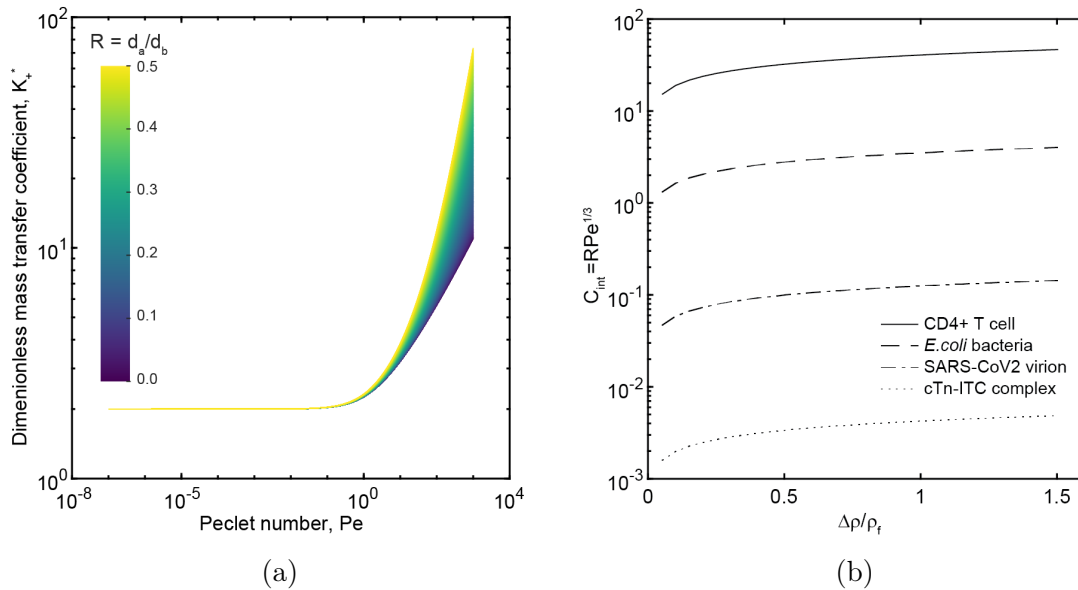 R = d_a/d_b
0.5
0.4
0.3
0.2
0.1
0.0
Dimenionless mass transfer coefficient, K_+^*
10^2
10^1
10^0
10^-8
10^-5
10^-2
10^1
10^4
Peclet number, Pe
(a)
C_int=RPe^1/3
10^2
10^1
10^0
10^-1
10^-2
10^-3
CD4+ T cell
E.coli bacteria
SARS-CoV2 virion
cTn-ITC complex
0
0.5
1
1.5
Δρ/ρ_f
(b)